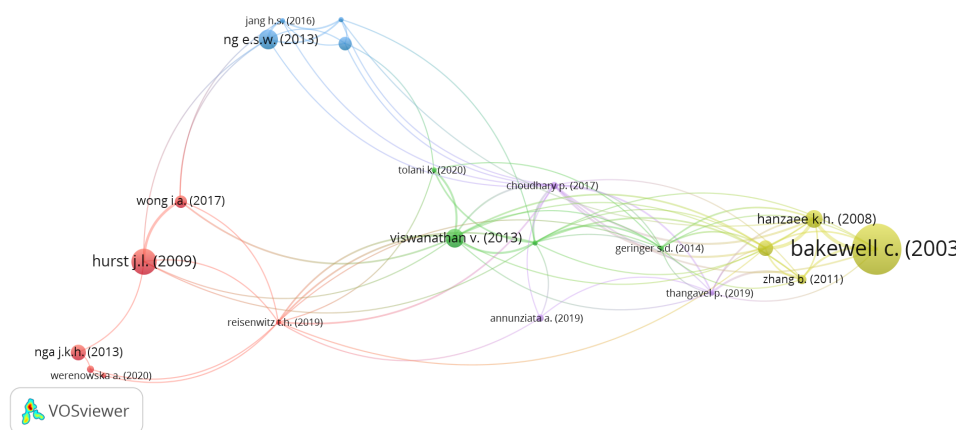 jang h.s. (2016)
ng e.s.w. (2013)
tolani k. (2020)
choudhary p. (2017)
wong i.a. (2017)
hanzaee k.h. (2008)
viswanathan v. (2013)
geringer s.d. (2014)
bakewell c. (2003
hurst j.l. (2009)
zhang b. (2011)
thangavel p. (2019)
annunziata a. (2019)
reisenwitz t.h. (2019)
nga j.k.h. (2013)
werenowska a. (2020)
VOSviewer